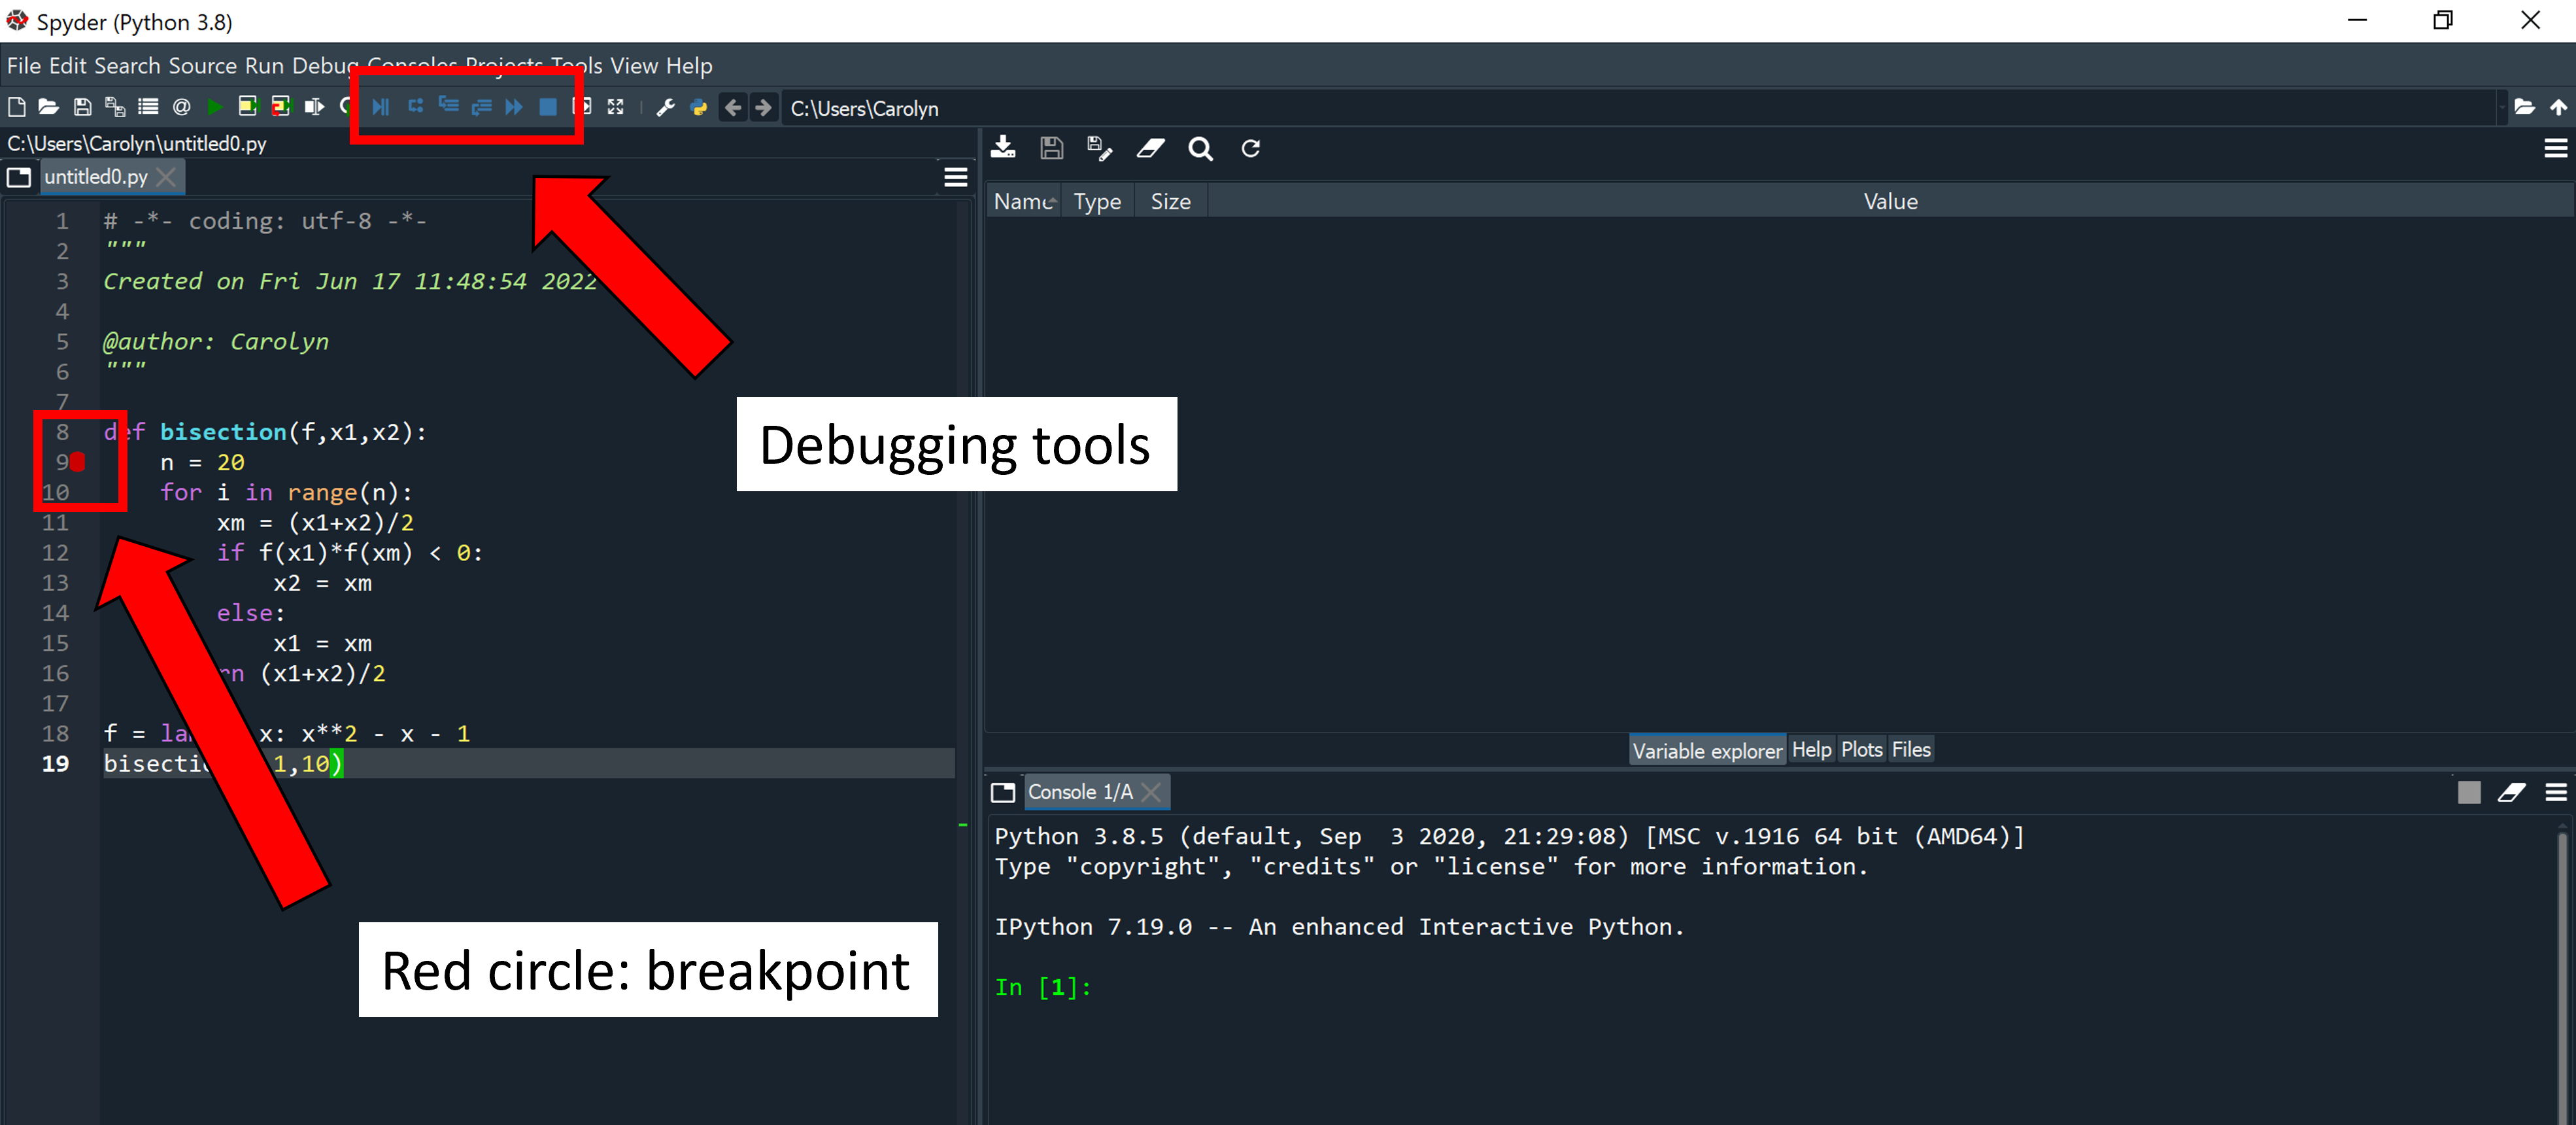 Spyder (Python 3.8)
File Edit Search Source Run Debug Consoles Projects Tools View Help
C:\Users\Carolyn
C:\Users\Carolyn\untitled0.py
untitled0.py
1 # -*- coding: utf-8 -*-
2 """
3 Created on Fri Jun 17 11:48:54 2022
4
5 @author: Carolyn
6 """
7
8 def bisection(f,x1,x2):
9 n = 20
10 for i in range(n):
11 xm = (x1+x2)/2
12 if f(x1)*f(xm) < 0:
13 x2 = xm
14 else:
15 x1 = xm
16 rn (x1+x2)/2
17
18 f = la x: x**2 - x - 1
19 bisecti 1,10)
Debugging tools
Red circle: breakpoint
Name Type Size Value
Variable explorer Help Plots Files
Console 1/A
Python 3.8.5 (default, Sep 3 2020, 21:29:08) [MSC v.1916 64 bit (AMD64)]
Type "copyright", "credits" or "license" for more information.
IPython 7.19.0 -- An enhanced Interactive Python.
In [1]: